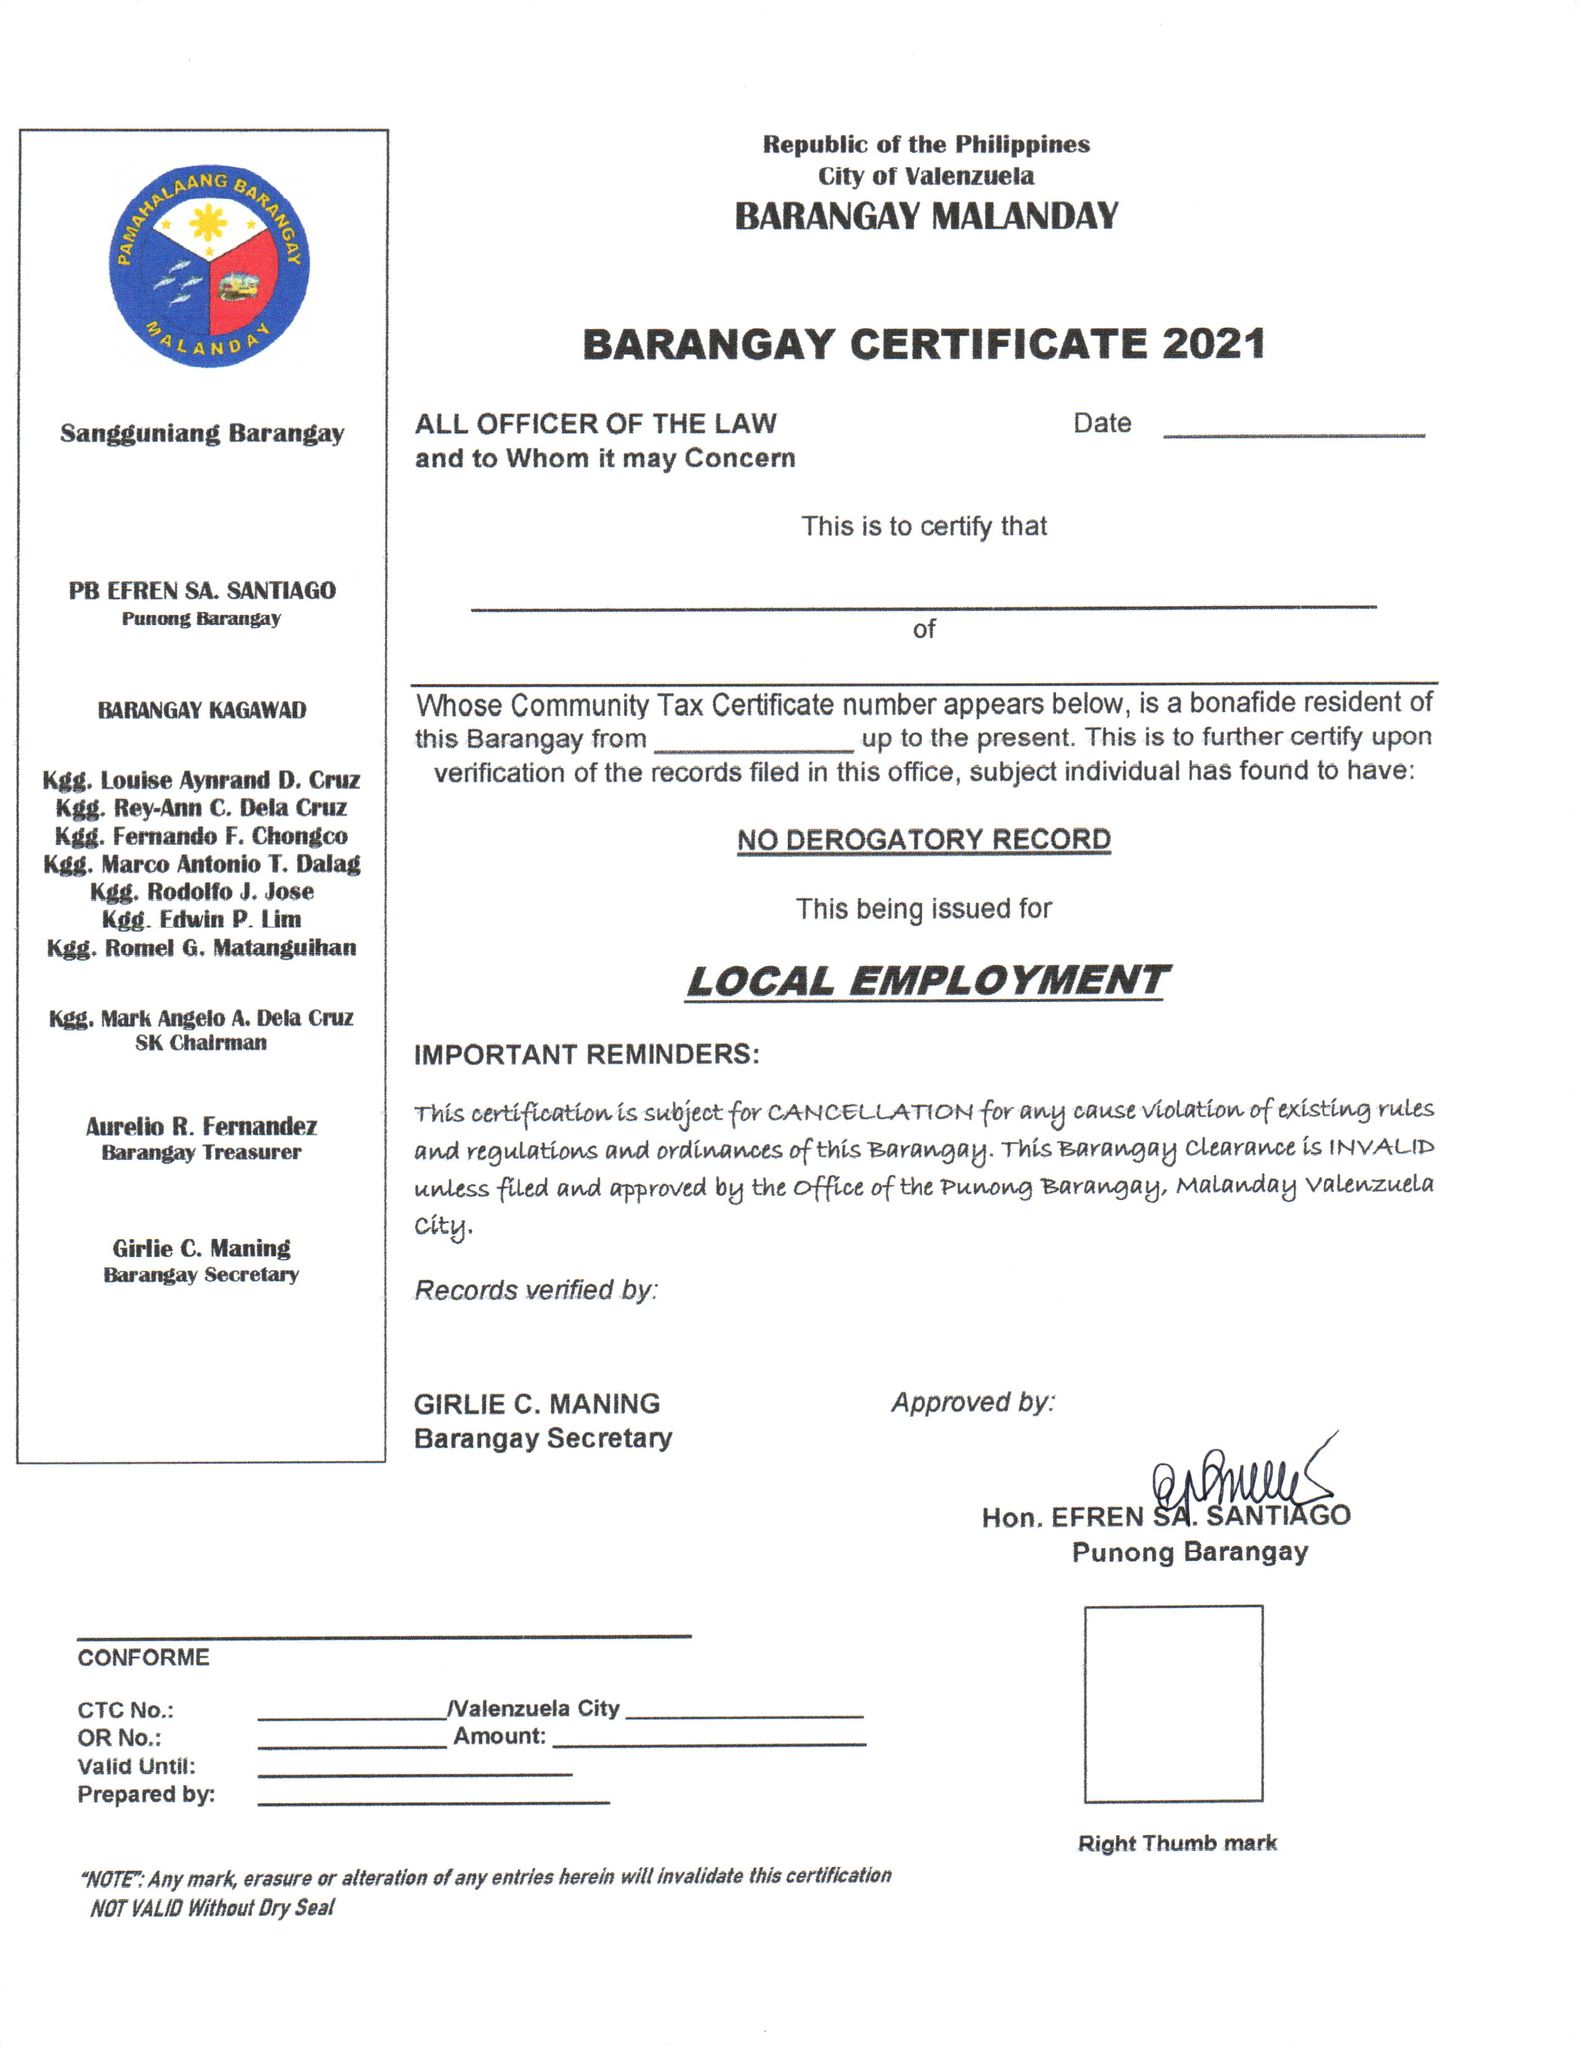 PAMAHALAANG BARANGAY
MALANDAY
Sangguniang Barangay
PB EFREN SA. SANTIAGO
Punong Barangay
BARANGAY KAGAWAD
Kgg. Louise Aynrand D. Cruz
Kgg. Rey-Ann C. Dela Cruz
Kgg. Fernando F. Chongco
Kgg. Marco Antonio T. Dalag
Kgg. Rodolfo J. Jose
Kgg. Edwin P. Lim
Kgg. Romel G. Matanguihan
Kgg. Mark Angelo A. Dela Cruz
SK Chairman
Aurelio R. Fernandez
Barangay Treasurer
Girlie C. Maning
Barangay Secretary
Republic of the Philippines
City of Valenzuela
BARANGAY MALANDAY
BARANGAY CERTIFICATE 2021
ALL OFFICER OF THE LAW Date
and to Whom it may Concern
This is to certify that
of
Whose Community Tax Certificate number appears below, is a bonafide resident of
this Barangay from ______________ up to the present. This is to further certify upon
verification of the records filed in this office, subject individual has found to have:
NO DEROGATORY RECORD
This being issued for
LOCAL EMPLOYMENT
IMPORTANT REMINDERS:
This certification is subject for CANCELLATION for any cause violation of existing rules
and regulations and ordinances of this Barangay. This Barangay Clearance is INVALID
unless filed and approved by the Office of the Punong Barangay, Malanday Valenzuela
City.
Records verified by:
GIRLIE C. MANING
Barangay Secretary
Approved by:
Hon. EFREN SA. SANTIAGO
Punong Barangay
CONFORME
CTC No.: ______________/Valenzuela City __________________
OR No.: ______________ Amount: ________________________
Valid Until:
Prepared by:
Right Thumb mark
"NOTE": Any mark, erasure or alteration of any entries herein will invalidate this certification
NOT VALID Without Dry Seal